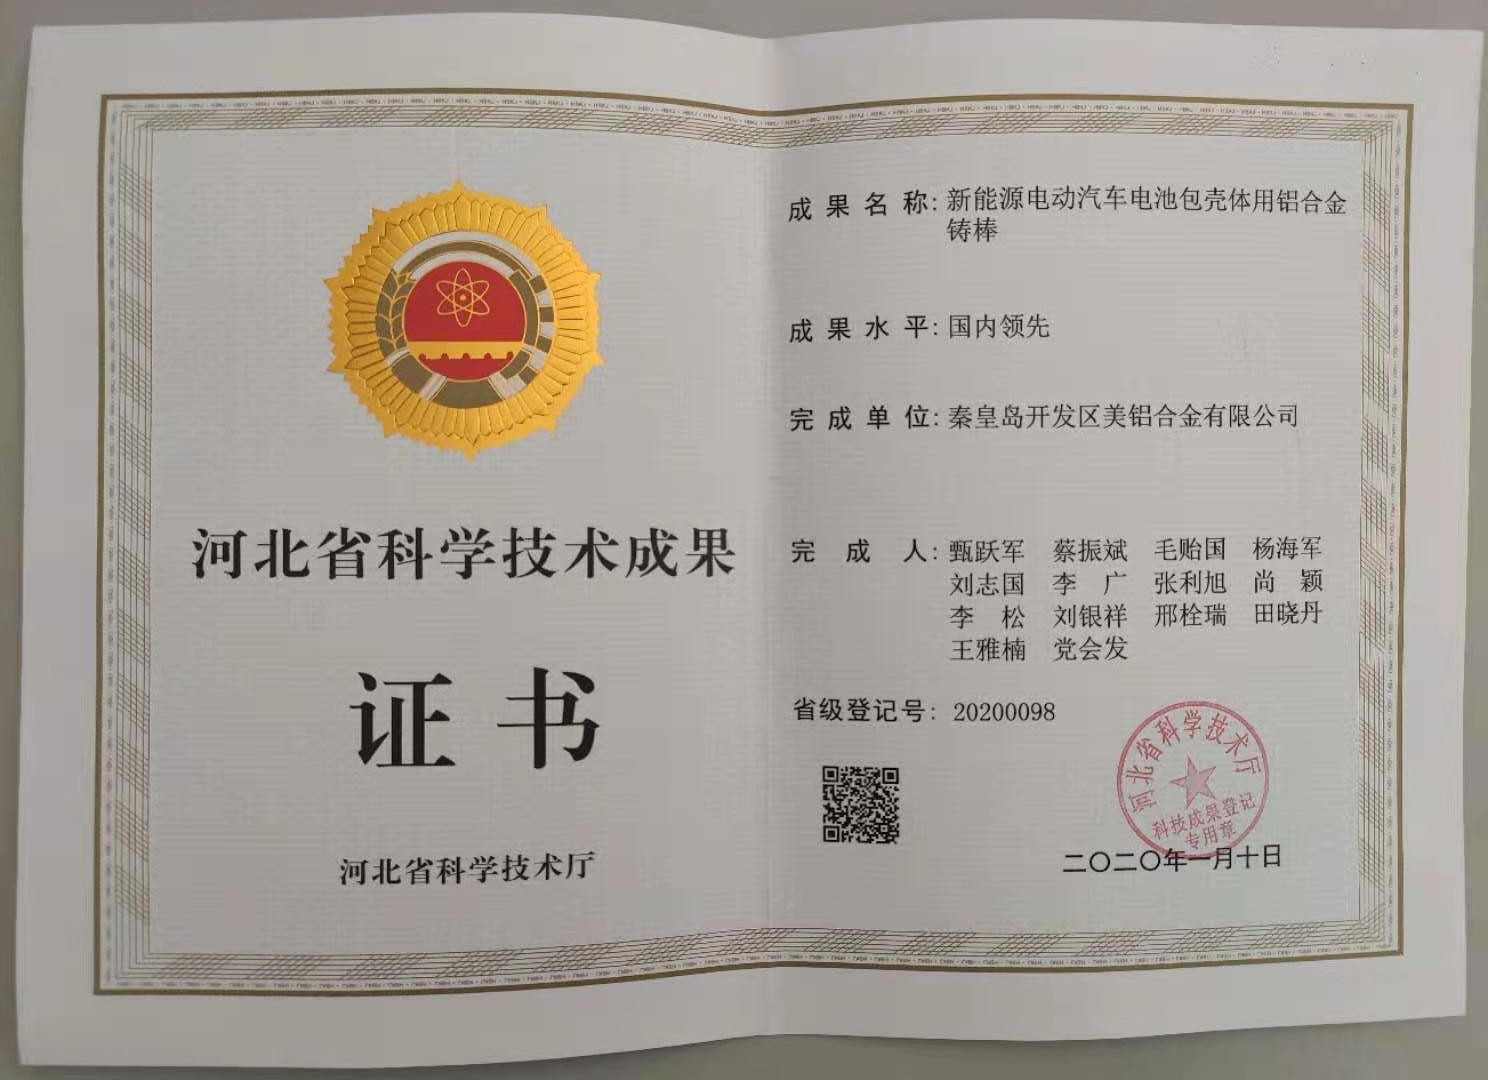 河北省科学技术成果
证书
河北省科学技术厅
成果名称：新能源电动汽车电池包壳体用铝合金
铸棒
成果水平：国内领先
完成单位：秦皇岛开发区美铝合金有限公司
完成人：甄跃军 蔡振斌 毛贻国 杨海军
刘志国 李广 张利旭 尚颖
李松 刘银祥 邢栓瑞 田晓丹
王雅楠 党会发
省级登记号：20200098
河北省科学技术厅
科技成果登记
专用章
二〇二〇年一月十日